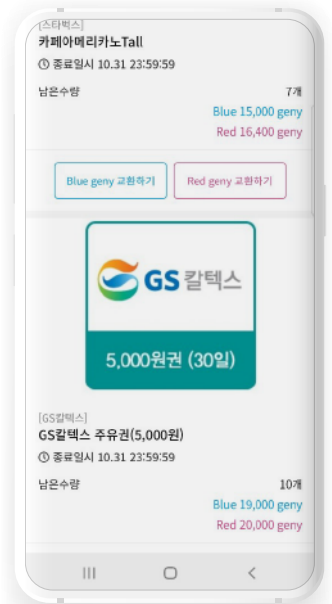 [스타벅스]
카페아메리카노Tall
종료일시 10.31 23:59:59
남은수량 7개
Blue 15,000 geny
Red 16,400 geny
Blue geny 교환하기 Red geny 교환하기
GS칼텍스
5,000원권 (30일)
[GS칼텍스]
GS칼텍스 주유권(5,000원)
종료일시 10.31 23:59:59
남은수량 10개
Blue 19,000 geny
Red 20,000 geny